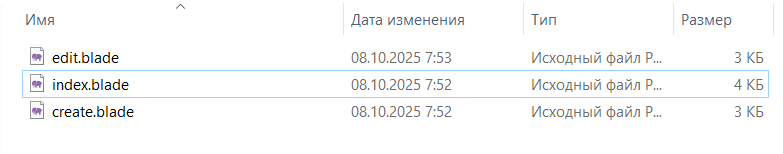 Имя Дата изменения Тип Размер
edit.blade 08.10.2025 7:53 Исходный файл P... 3 КБ
index.blade 08.10.2025 7:52 Исходный файл P... 4 КБ
create.blade 08.10.2025 7:52 Исходный файл P... 3 КБ